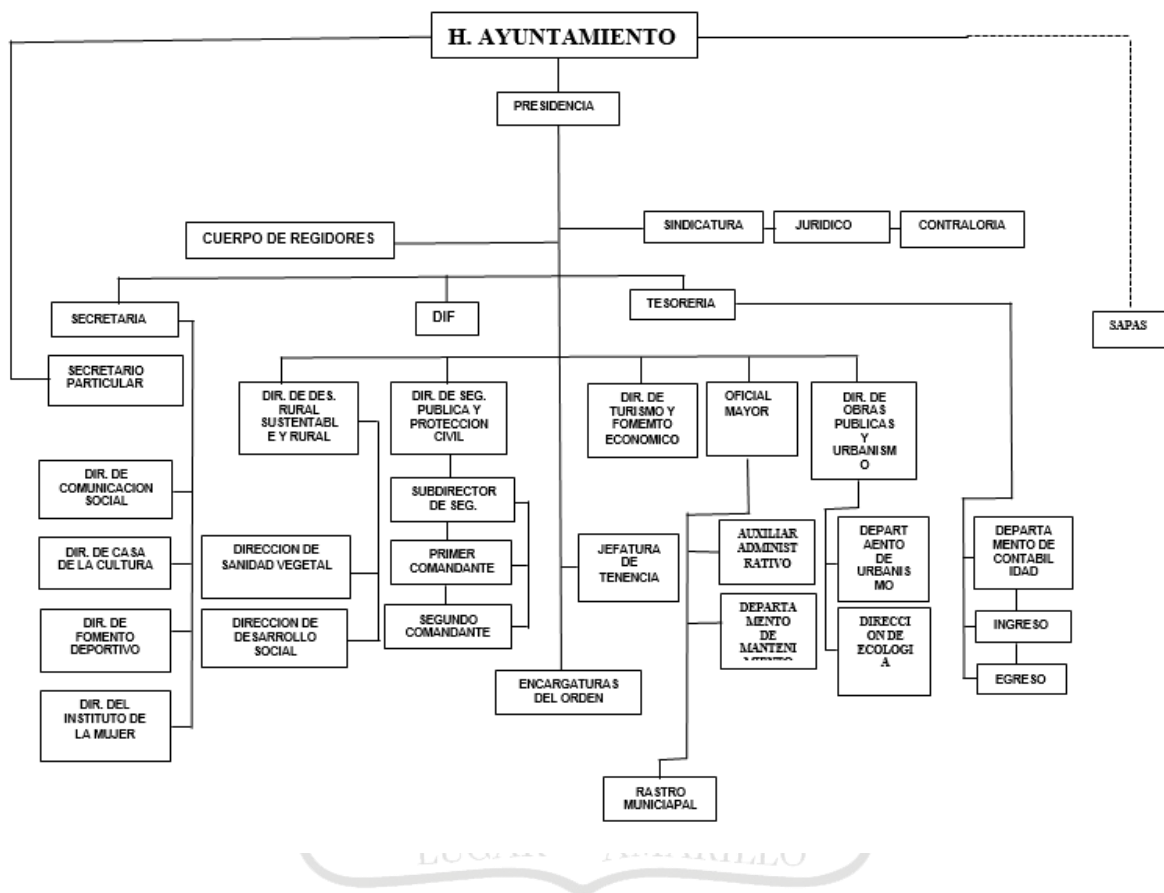 H. AYUNTAMIENTO
PRESIDENCIA
CUERPO DE REGIDORES
SINDICATURA
JURIDICO
CONTRALORIA
SECRETARIA
DIF
TESORERIA
SAPAS
SECRETARIO
PARTICULAR
DIR. DE DES.
RURAL
SUSTENTABL
E Y RURAL
DIR. DE SEG.
PUBLICA Y
PROTECCION
CIVIL
DIR. DE
TURISMO Y
FOMEMTO
ECONOMICO
OFICIAL
MAYOR
DIR. DE
OBRAS
PUBLICAS
Y
URBANISM
O
DIR. DE
COMUNICACION
SOCIAL
SUBDIRECTOR
DE SEG.
DIR. DE CASA
DE LA CULTURA
DIRECCION DE
SANIDAD VEGETAL
PRIMER
COMANDANTE
JEFATURA
DE
TENENCIA
AUXILIAR
ADMINIST
RATIVO
DEPART
AENTO
DE
URBANIS
MO
DEPARTA
MENTO DE
CONTABIL
IDAD
DIR. DE
FOMENTO
DEPORTIVO
DIRECCION DE
DESARROLLO
SOCIAL
SEGUNDO
COMANDANTE
DEPARTA
MENTO
DE
MANTENI
MIENTO
DIRECC
ION DE
ECOLOGI
A
INGRESO
EGRESO
DIR. DEL
INSTITUTO DE
LA MUJER
ENCARGATURAS
DEL ORDEN
RASTRO
MUNICIAPAL
LUGAR AMARILLO